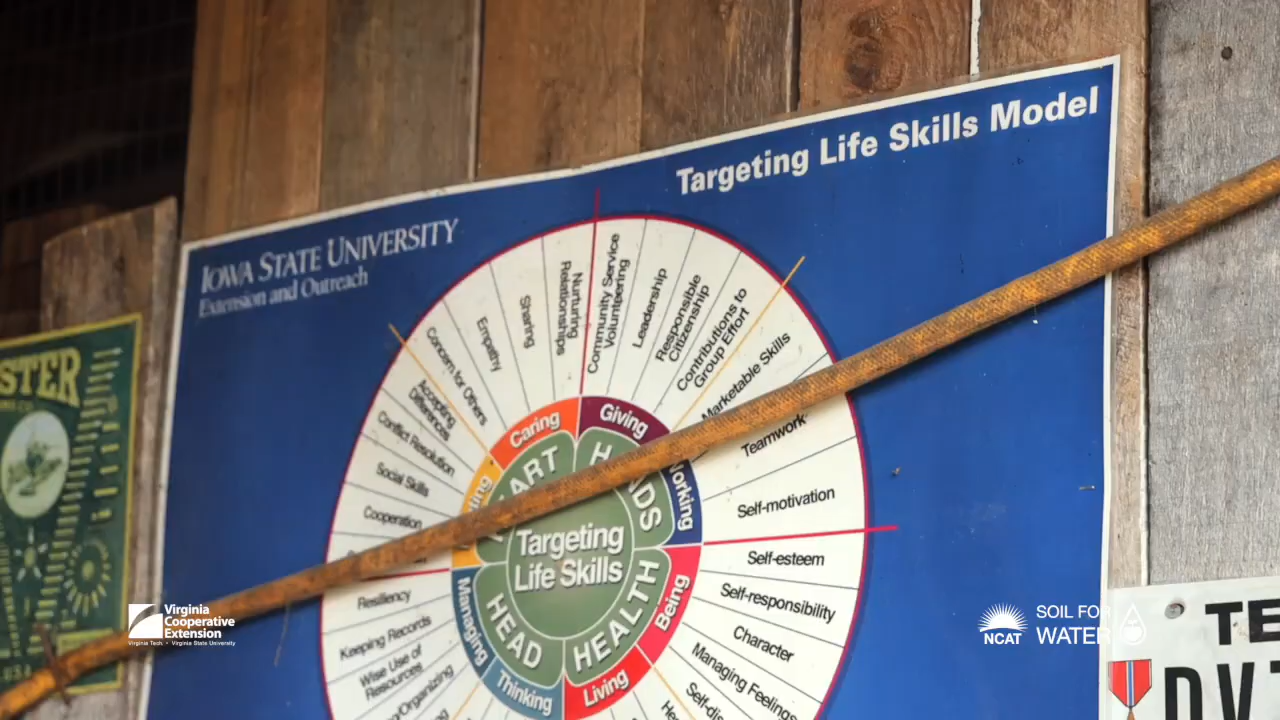 Targeting Life Skills Model
IOWA STATE UNIVERSITY
Extension and Outreach
Nurturing
Relationships
Sharing
Empathy
Concern for Others
Accepting
Differences
Conflict Resolution
Social Skills
Cooperation
Community Service
Volunteering
Leadership
Responsible
Citizenship
Contributions to
Group Effort
Marketable Skills
Teamwork
Self-motivation
Self-esteem
Self-responsibility
Character
Managing Feelings
Resiliency
Keeping Records
Wise Use of
Resources
Caring
Giving
Working
Being
Living
Thinking
Managing
HEAD
HEALTH
Targeting
Life Skills
STER
TE
DV
Virginia
Cooperative
Extension
Virginia Tech • Virginia State University
NCAT
SOIL FOR
WATER